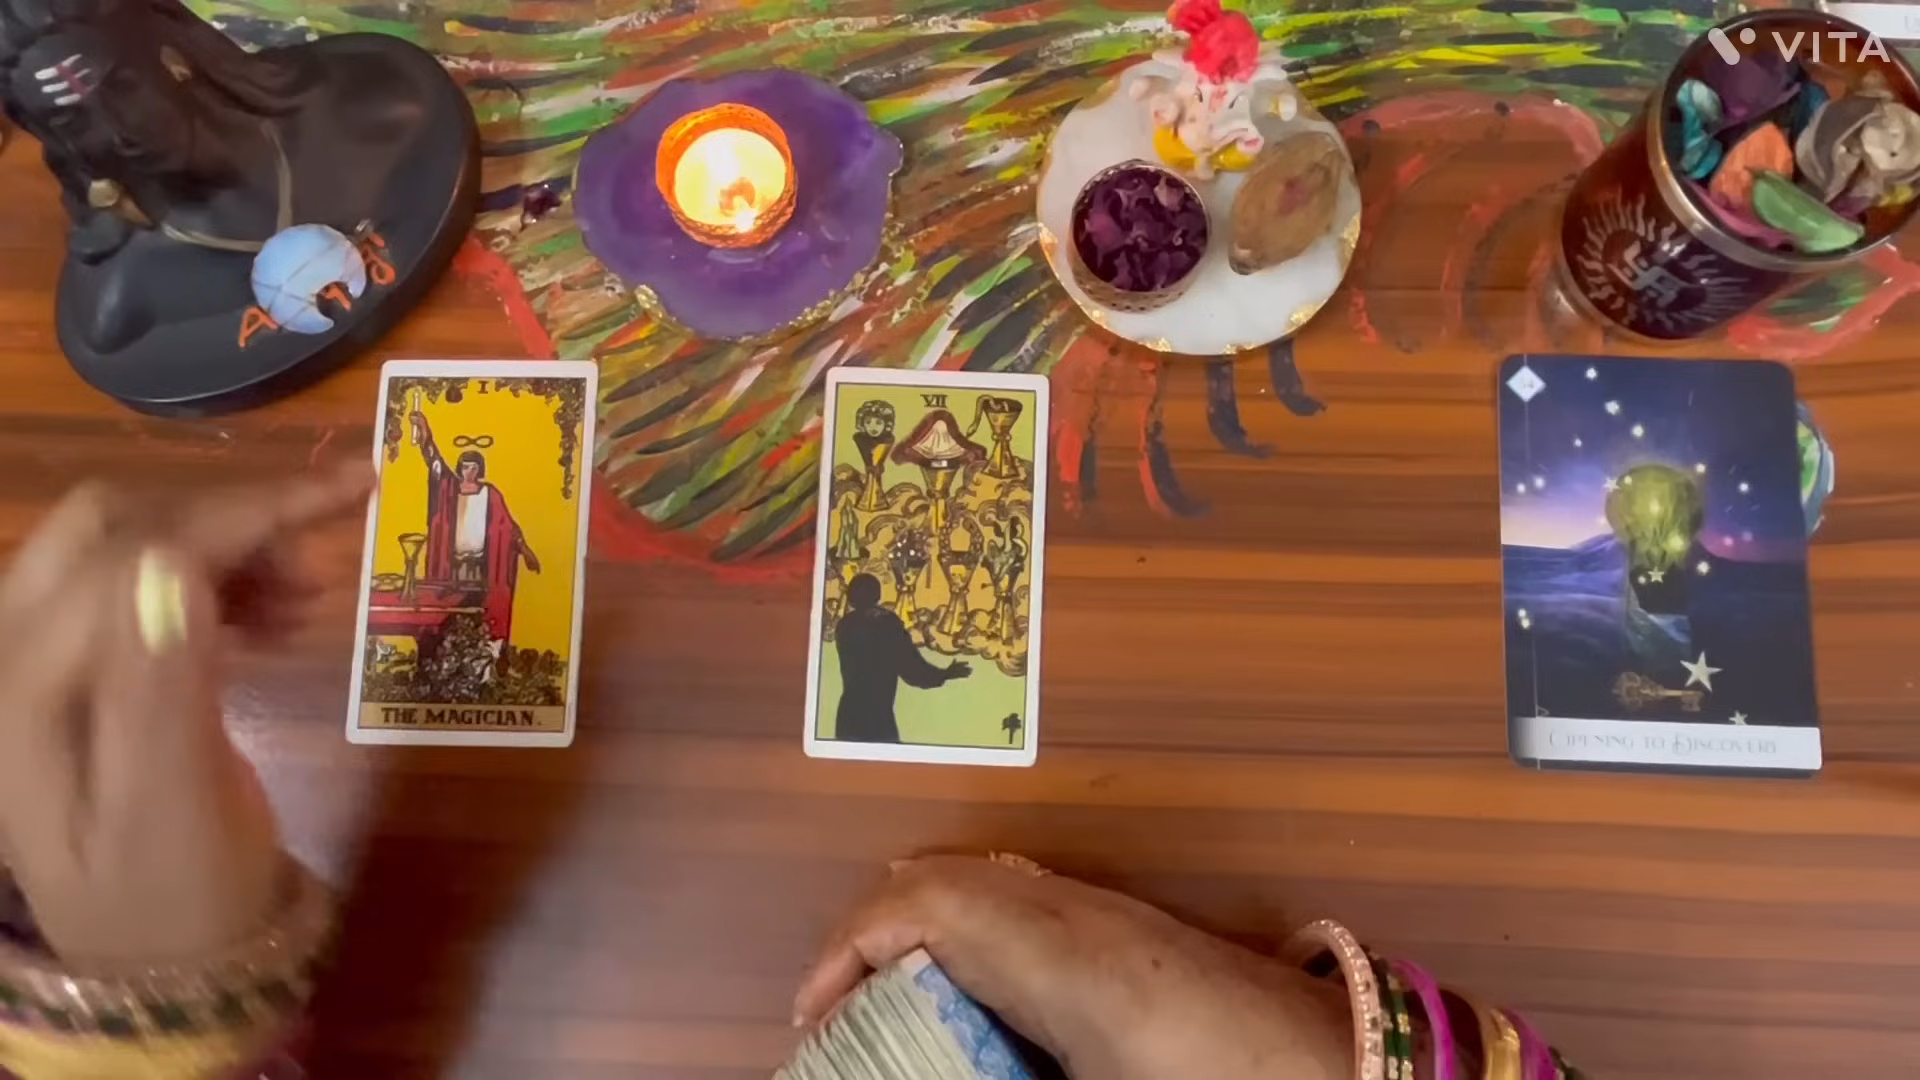 VITA
I
THE MAGICIAN.
VII
OPENING TO DISCOVERY